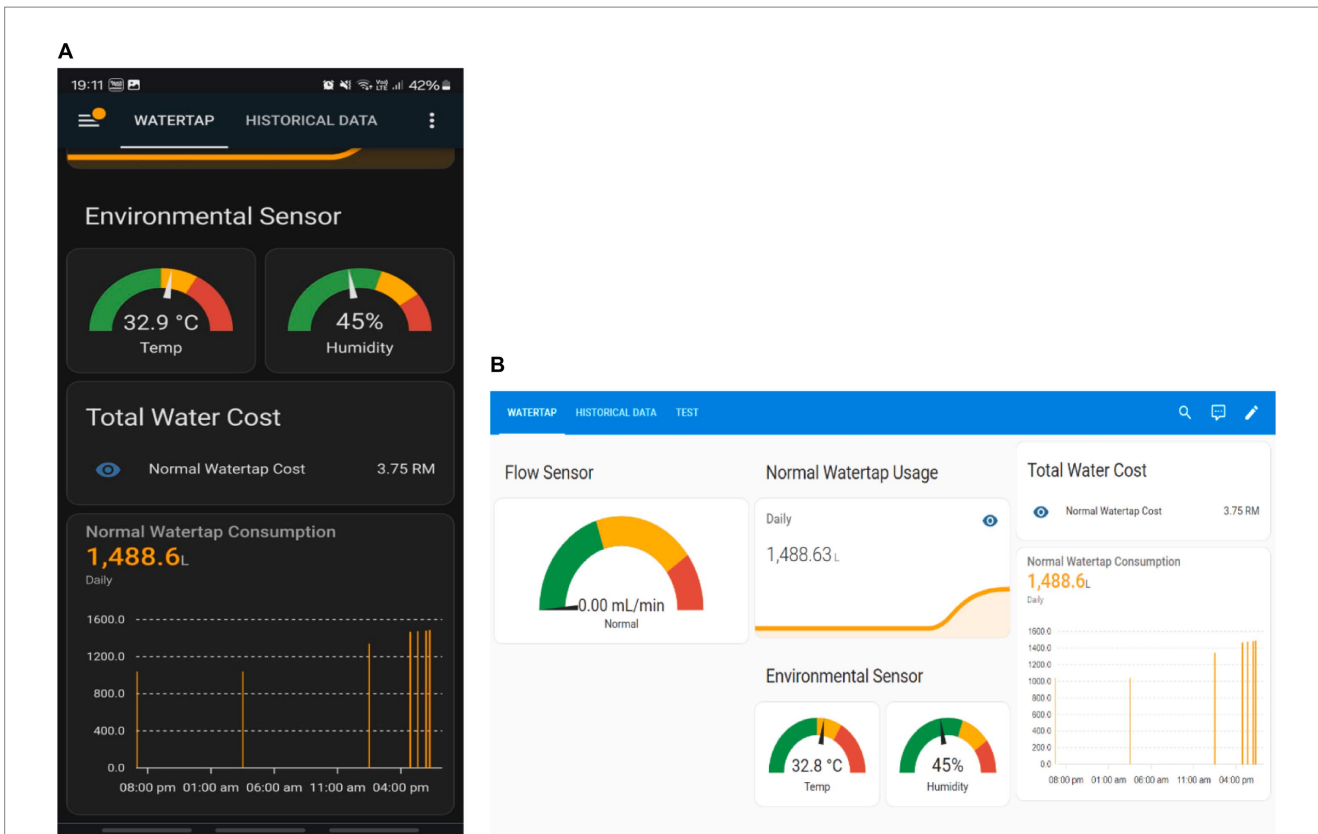 A
19:11 42%
WATERTAP HISTORICAL DATA
Environmental Sensor
32.9 °C 45%
Temp Humidity
Total Water Cost
Normal Watertap Cost 3.75 RM
Normal Watertap Consumption
1,488.6L
Daily
1600.0
1200.0
800.0
400.0
0.0
08:00 pm 01:00 am 06:00 am 11:00 am 04:00 pm
B
WATERTAP HISTORICAL DATA TEST
Flow Sensor
0.00 mL/min
Normal
Normal Watertap Usage
Daily
1,488.63 L
Environmental Sensor
32.8 °C 45%
Temp Humidity
Total Water Cost
Normal Watertap Cost 3.75 RM
Normal Watertap Consumption
1,488.6L
Daily
1600.0
1400.0
1200.0
1000.0
800.0
600.0
400.0
200.0
0.0
08:00 pm 01:00 am 06:00 am 11:00 am 04:00 pm